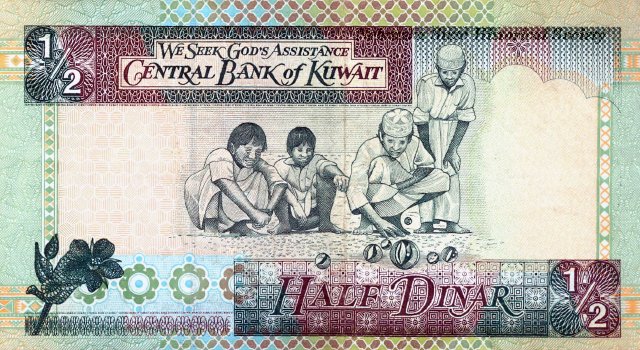 1/2
WE SEEK GOD'S ASSISTANCE
CENTRAL BANK of KUWAIT
HALF DINAR
1/2